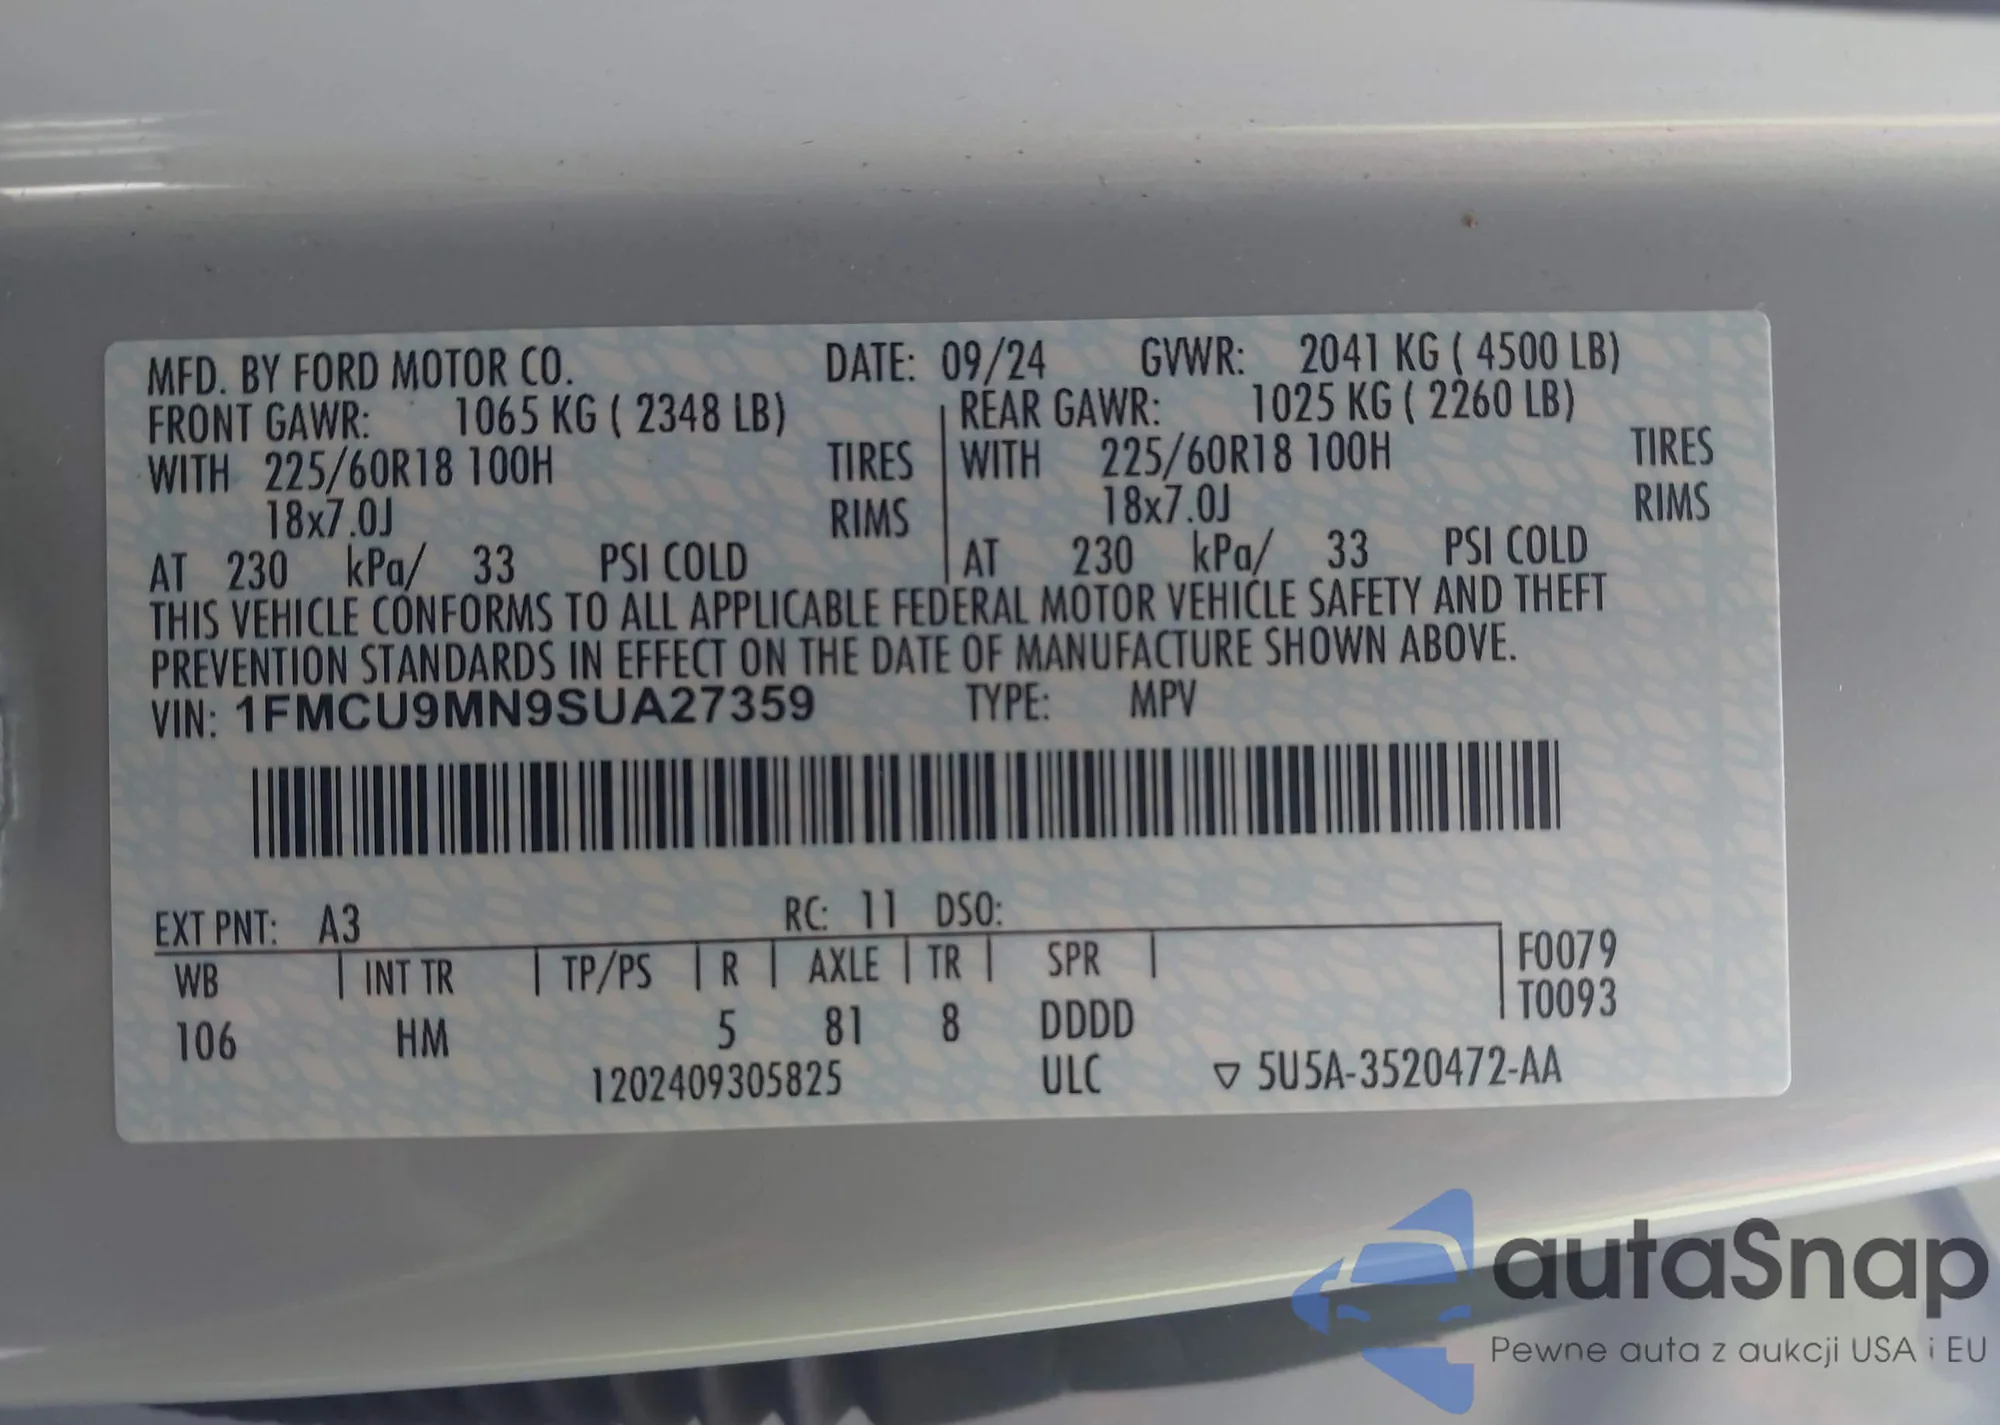 MFD. BY FORD MOTOR CO. DATE: 09/24 GVWR: 2041 KG ( 4500 LB)
FRONT GAWR: 1065 KG ( 2348 LB) REAR GAWR: 1025 KG ( 2260 LB)
WITH 225/60R18 100H TIRES WITH 225/60R18 100H TIRES
18x7.0J RIMS 18x7.0J RIMS
AT 230 kPa/ 33 PSI COLD AT 230 kPa/ 33 PSI COLD
THIS VEHICLE CONFORMS TO ALL APPLICABLE FEDERAL MOTOR VEHICLE SAFETY AND THEFT
PREVENTION STANDARDS IN EFFECT ON THE DATE OF MANUFACTURE SHOWN ABOVE.
VIN: 1FMCU9MN9SUA27359 TYPE: MPV
EXT PNT: A3 RC: 11 DSO:
WB INT TR TP/PS R AXLE TR SPR F0079
T0093
106 HM 5 81 8 DDDD
1202409305825 ULC ▽ 5U5A-3520472-AA
autaSnap
Pewne auta z aukcji USA i EU